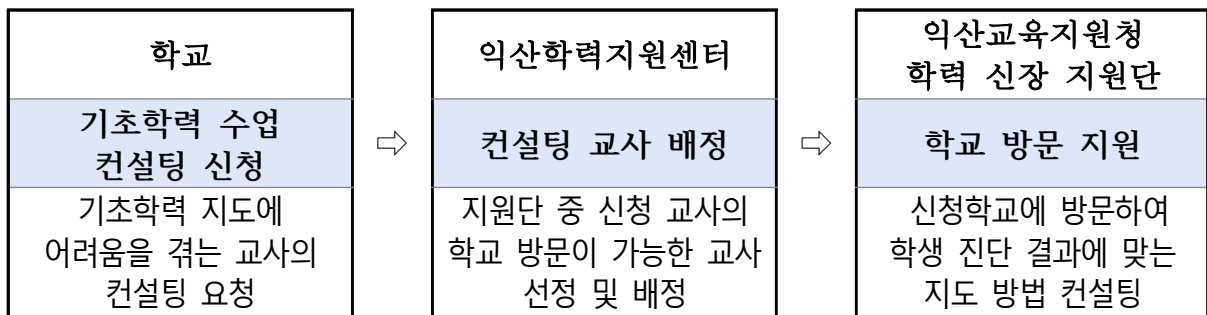 학교
기초학력 수업
컨설팅 신청
기초학력 지도에
어려움을 겪는 교사의
컨설팅 요청
⇨
익산학력지원센터
컨설팅 교사 배정
지원단 중 신청 교사의
학교 방문이 가능한 교사
선정 및 배정
⇨
익산교육지원청
학력 신장 지원단
학교 방문 지원
신청학교에 방문하여
학생 진단 결과에 맞는
지도 방법 컨설팅